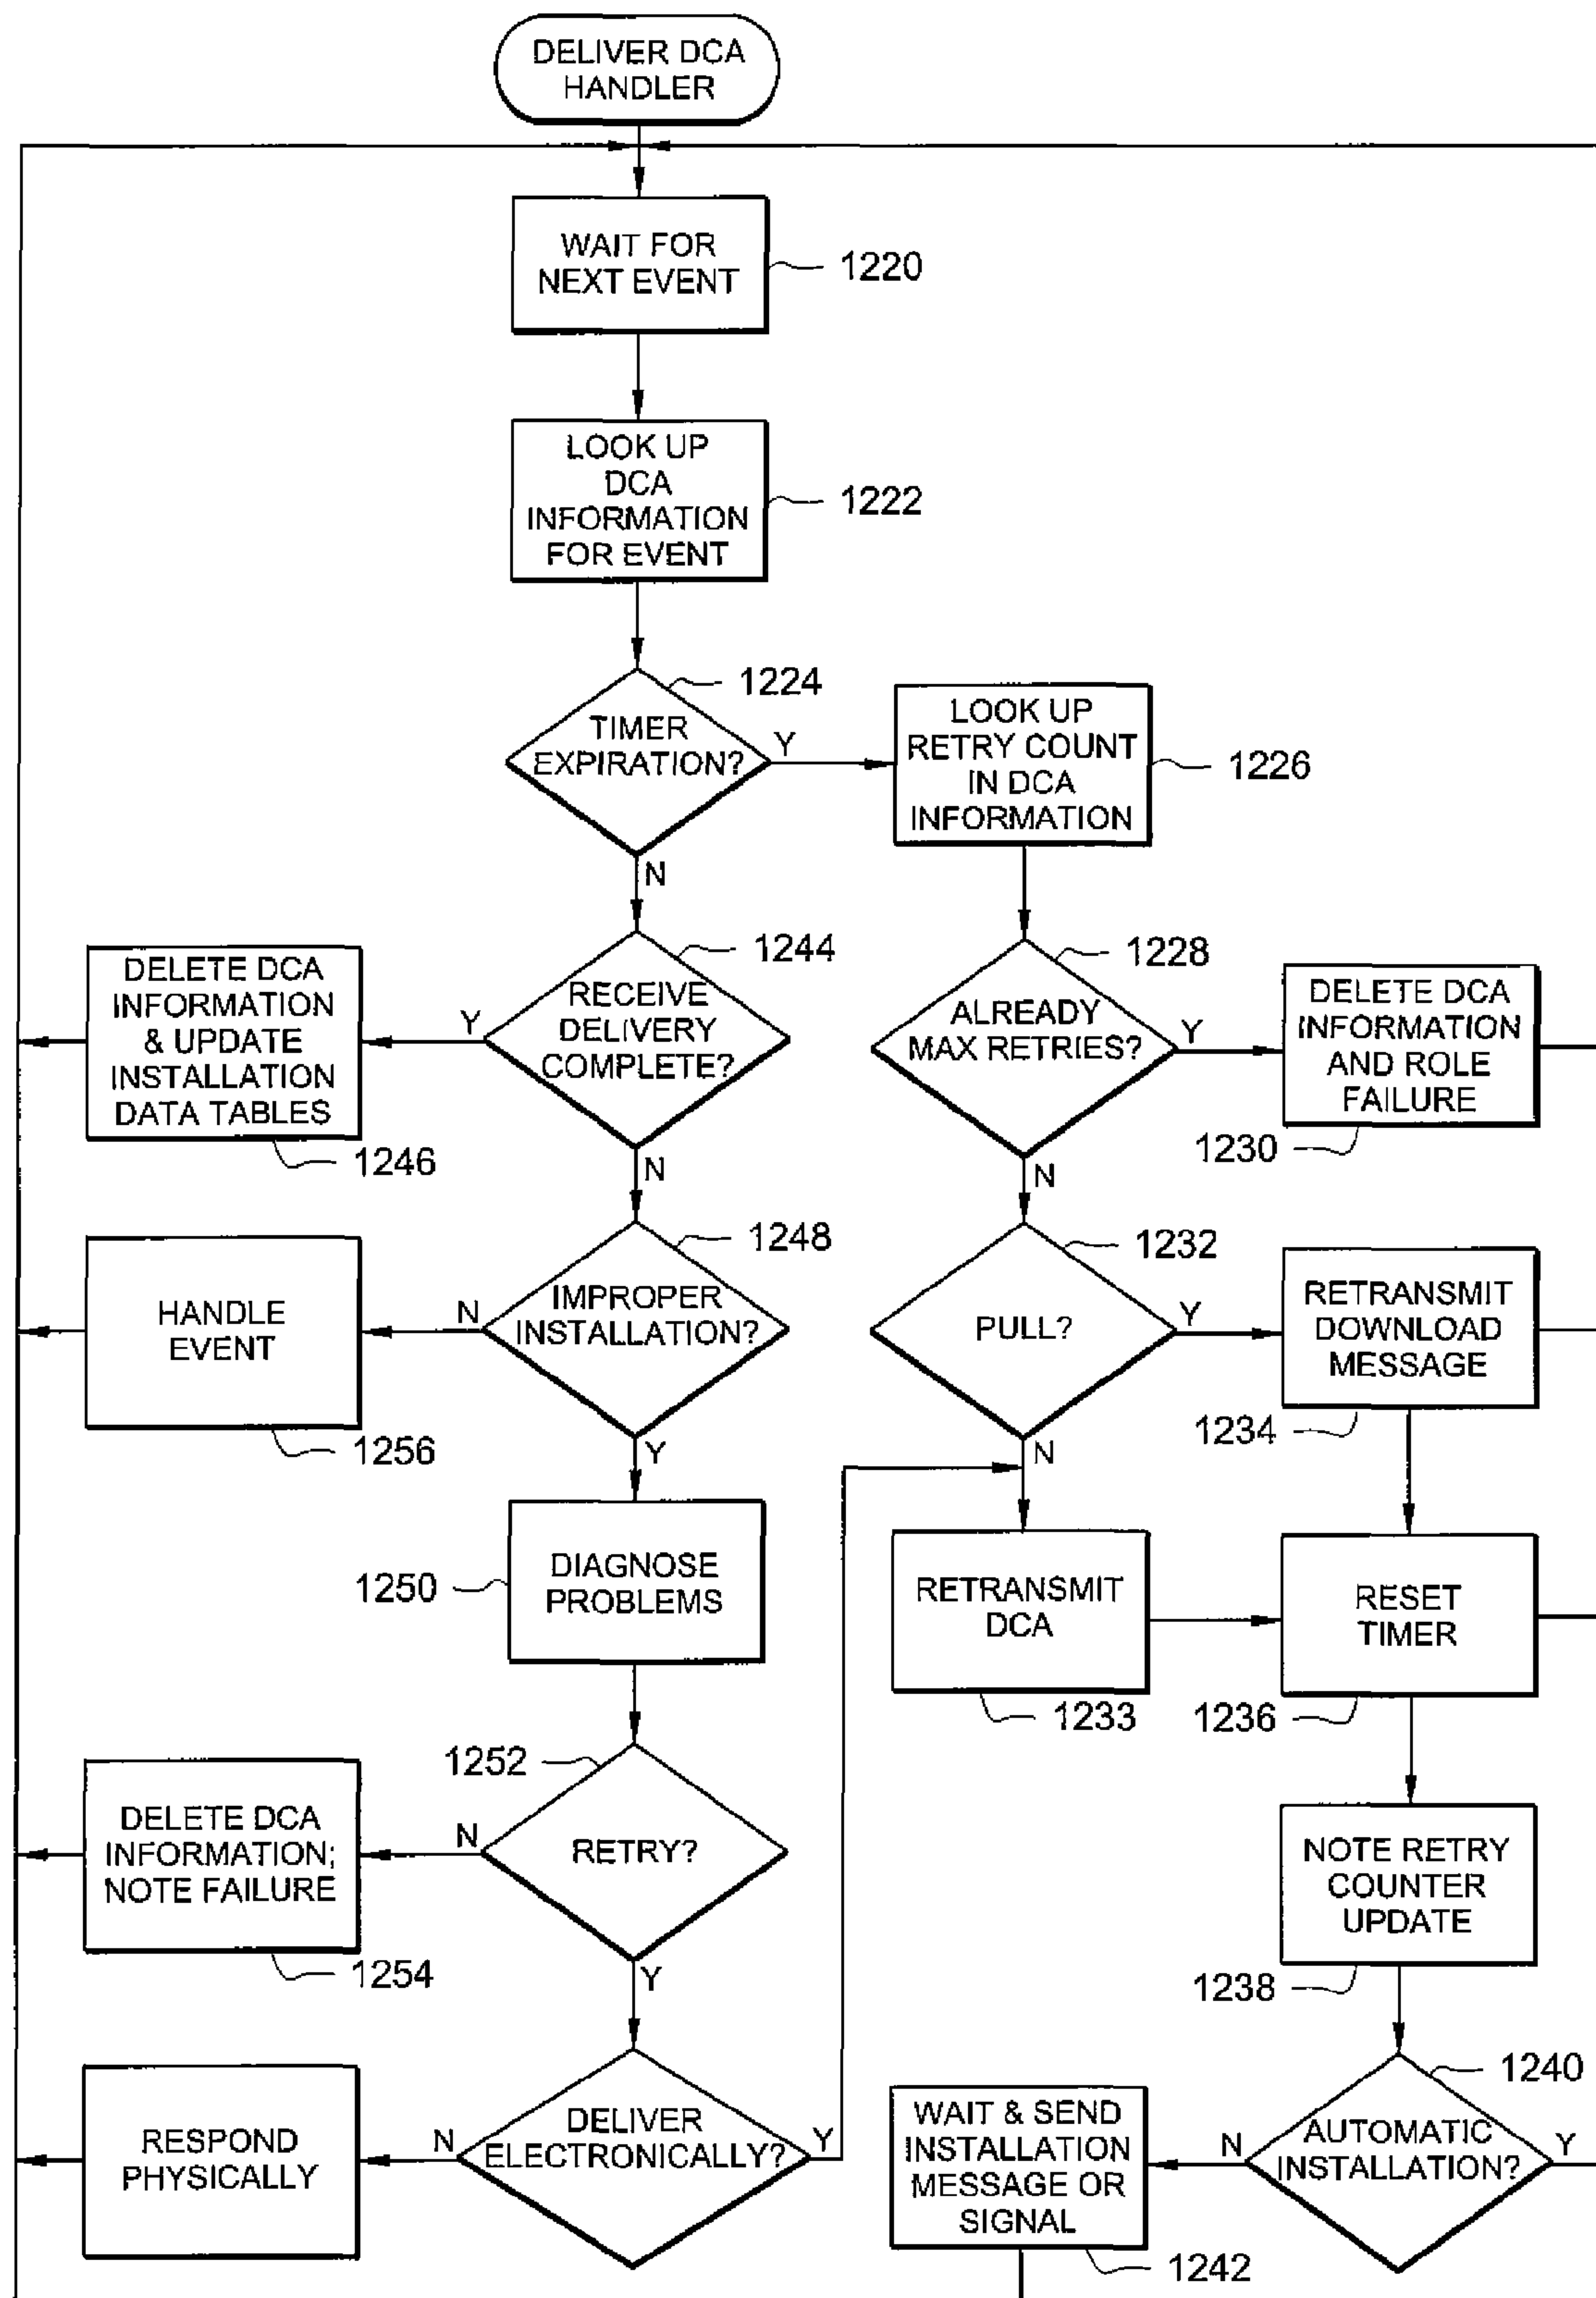 DELIVER DCA
HANDLER
WAIT FOR
NEXT EVENT
1220
LOOK UP
DCA
INFORMATION
FOR EVENT
1222
1224
TIMER
EXPIRATION?
Y
N
LOOK UP
RETRY COUNT
IN DCA
INFORMATION
1226
DELETE DCA
INFORMATION
& UPDATE
INSTALLATION
DATA TABLES
1246
Y
1244
RECEIVE
DELIVERY
COMPLETE?
N
1228
ALREADY
MAX RETRIES?
Y
N
DELETE DCA
INFORMATION
AND ROLE
FAILURE
1230
HANDLE
EVENT
1256
N
1248
IMPROPER
INSTALLATION?
Y
1232
PULL?
Y
N
RETRANSMIT
DOWNLOAD
MESSAGE
1234
1250
DIAGNOSE
PROBLEMS
RETRANSMIT
DCA
1233
RESET
TIMER
1236
DELETE DCA
INFORMATION;
NOTE FAILURE
1254
N
1252
RETRY?
Y
NOTE RETRY
COUNTER
UPDATE
1238
RESPOND
PHYSICALLY
N
DELIVER
ELECTRONICALLY?
Y
WAIT & SEND
INSTALLATION
MESSAGE OR
SIGNAL
1242
N
1240
AUTOMATIC
INSTALLATION?
Y